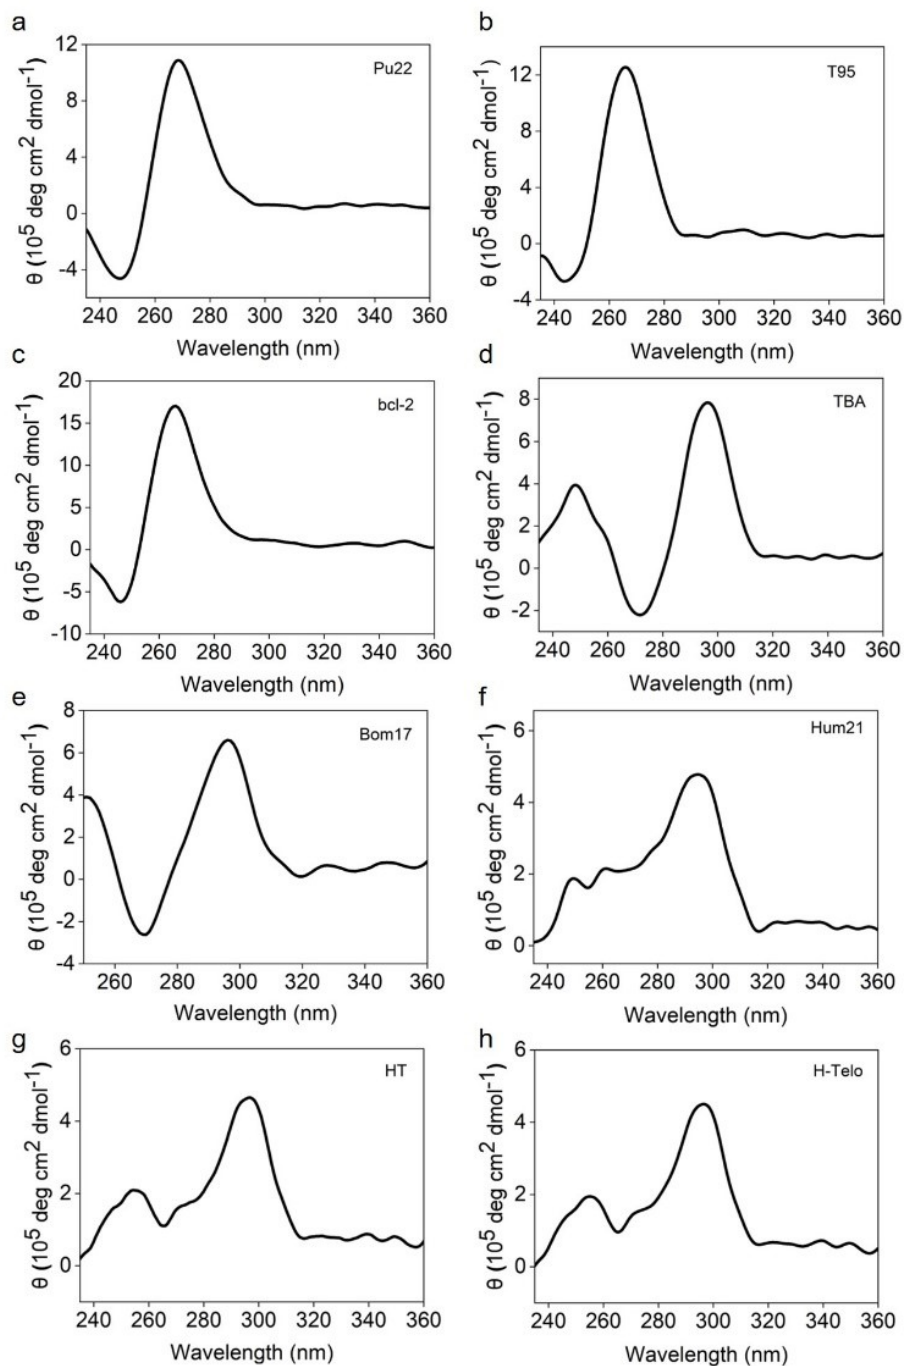 a
b
12
8
4
0
-4
Pu22
θ (10⁵ deg cm² dmol⁻¹)
240 260 280 300 320 340 360
Wavelength (nm)
12
8
4
0
-4
T95
θ (10⁵ deg cm² dmol⁻¹)
240 260 280 300 320 340 360
Wavelength (nm)
c
d
20
15
10
5
0
-5
-10
bcl-2
θ (10⁵ deg cm² dmol⁻¹)
240 260 280 300 320 340 360
Wavelength (nm)
8
6
4
2
0
-2
TBA
θ (10⁵ deg cm² dmol⁻¹)
240 260 280 300 320 340 360
Wavelength (nm)
e
f
8
6
4
2
0
-2
-4
Bom17
θ (10⁵ deg cm² dmol⁻¹)
260 280 300 320 340 360
Wavelength (nm)
6
4
2
0
Hum21
θ (10⁵ deg cm² dmol⁻¹)
240 260 280 300 320 340 360
Wavelength (nm)
g
h
6
4
2
0
HT
θ (10⁵ deg cm² dmol⁻¹)
240 260 280 300 320 340 360
Wavelength (nm)
6
4
2
0
H-Telo
θ (10⁵ deg cm² dmol⁻¹)
240 260 280 300 320 340 360
Wavelength (nm)